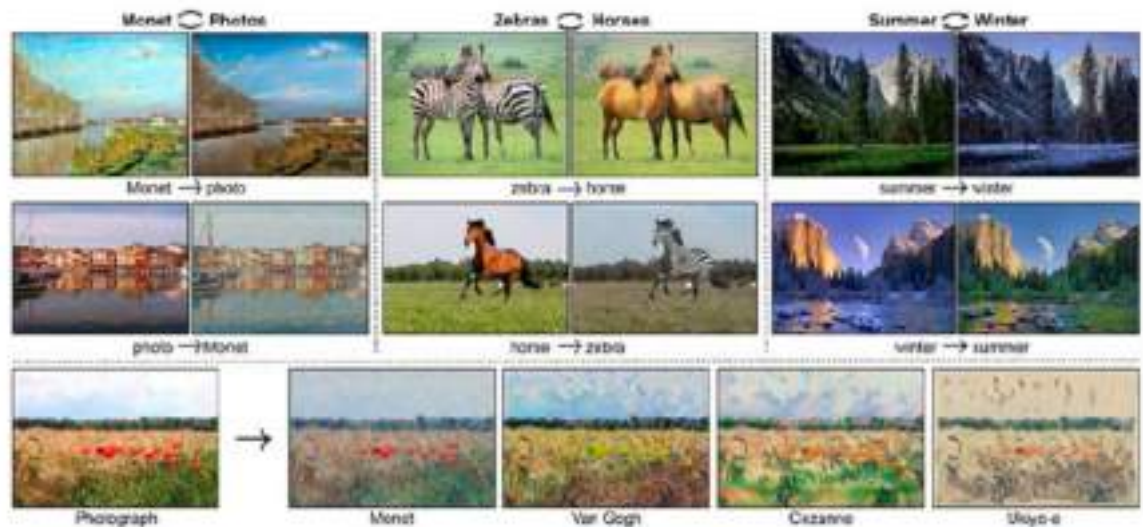 Monet Photos
Zebras Horses
Summer Winter
Monet → photo
zebra → horse
summer → winter
photo → Monet
horse → zebra
winter → summer
Photograph
Monet
Van Gogh
Cezanne
Ukiyo-e